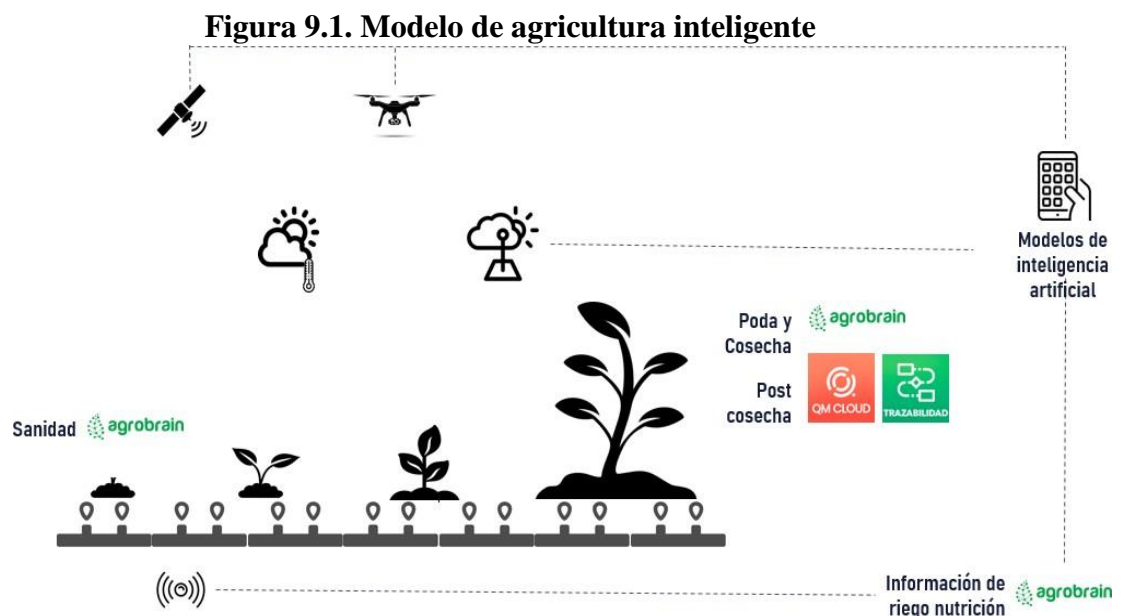 Figura 9.1. Modelo de agricultura inteligente
Modelos de
inteligencia
artificial
Poda y
Cosecha
agrobrain
Post
cosecha
QM CLOUD
TRAZABILIDAD
Sanidad
agrobrain
Información de
riego nutrición
agrobrain